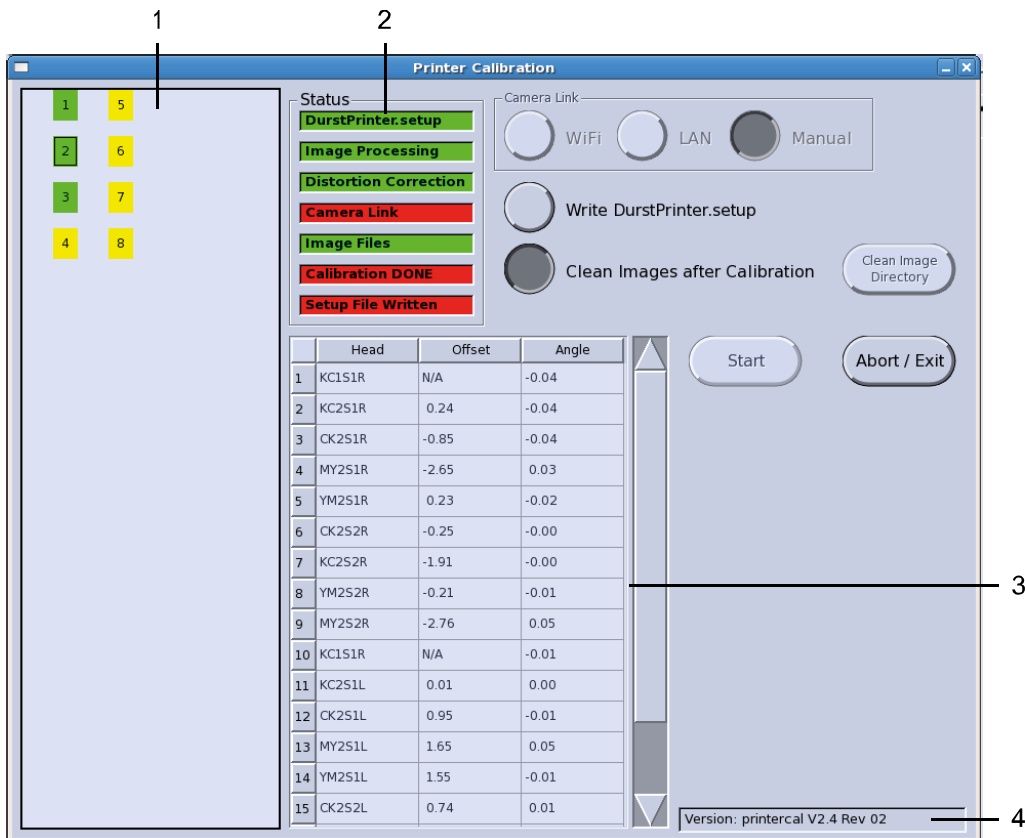 1
2
Printer Calibration
1 5
2 6
3 7
4 8
Status
DurstPrinter.setup
Image Processing
Distortion Correction
Camera Link
Image Files
Calibration DONE
Setup File Written
Camera Link
WiFi
LAN
Manual
Write DurstPrinter.setup
Clean Images after Calibration
Clean Image
Directory
Start
Abort / Exit
Head Offset Angle
1 KC1S1R N/A -0.04
2 KC2S1R 0.24 -0.04
3 CK2S1R -0.85 -0.04
4 MY2S1R -2.65 0.03
5 YM2S1R 0.23 -0.02
6 CK2S2R -0.25 -0.00
7 KC2S2R -1.91 -0.00
8 YM2S2R -0.21 -0.01
9 MY2S2R -2.76 0.05
10 KC1S1R N/A -0.01
11 KC2S1L 0.01 0.00
12 CK2S1L 0.95 -0.01
13 MY2S1L 1.65 0.05
14 YM2S1L 1.55 -0.01
15 CK2S2L 0.74 0.01
3
Version: printercal V2.4 Rev 02
4